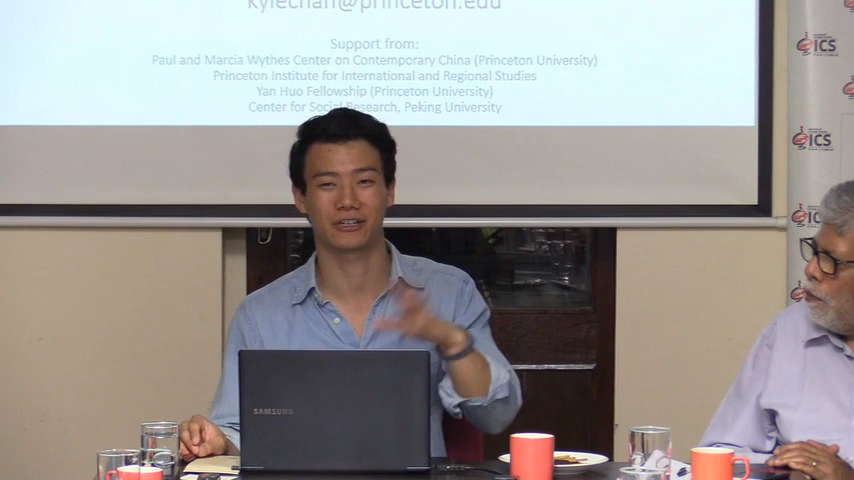 kylechan@princeton.edu
Support from:
Paul and Marcia Wythes Center on Contemporary China (Princeton University)
Princeton Institute for International and Regional Studies
Yan Huo Fellowship (Princeton University)
Center for Social Research, Peking University
ICS
ICS
ICS
SAMSUNG